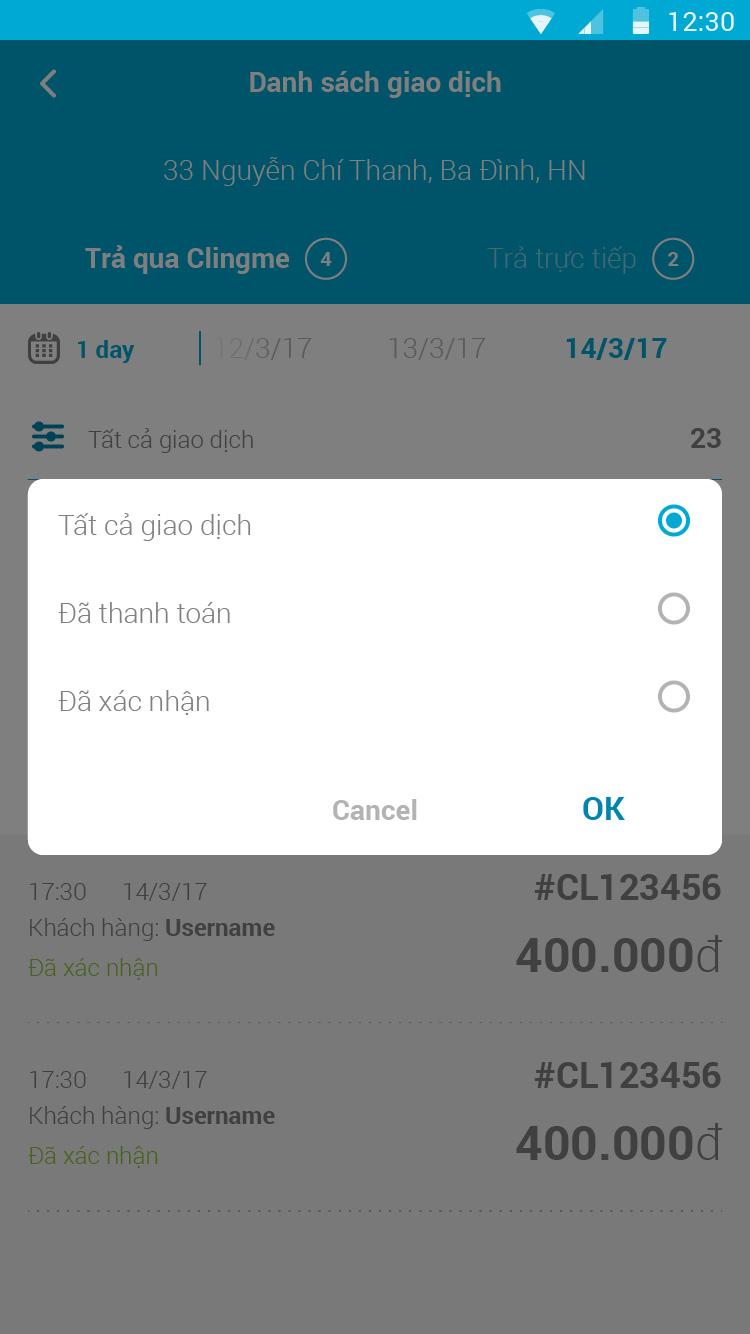 12:30
Danh sách giao dịch
33 Nguyễn Chí Thanh, Ba Đình, HN
Trả qua Clingme 4 Trả trực tiếp 2
1 day 12/3/17 13/3/17 14/3/17
Tất cả giao dịch 23
Tất cả giao dịch
Đã thanh toán
Đã xác nhận
Cancel OK
17:30 14/3/17 #CL123456
Khách hàng: Username
Đã xác nhận 400.000đ
17:30 14/3/17 #CL123456
Khách hàng: Username
Đã xác nhận 400.000đ